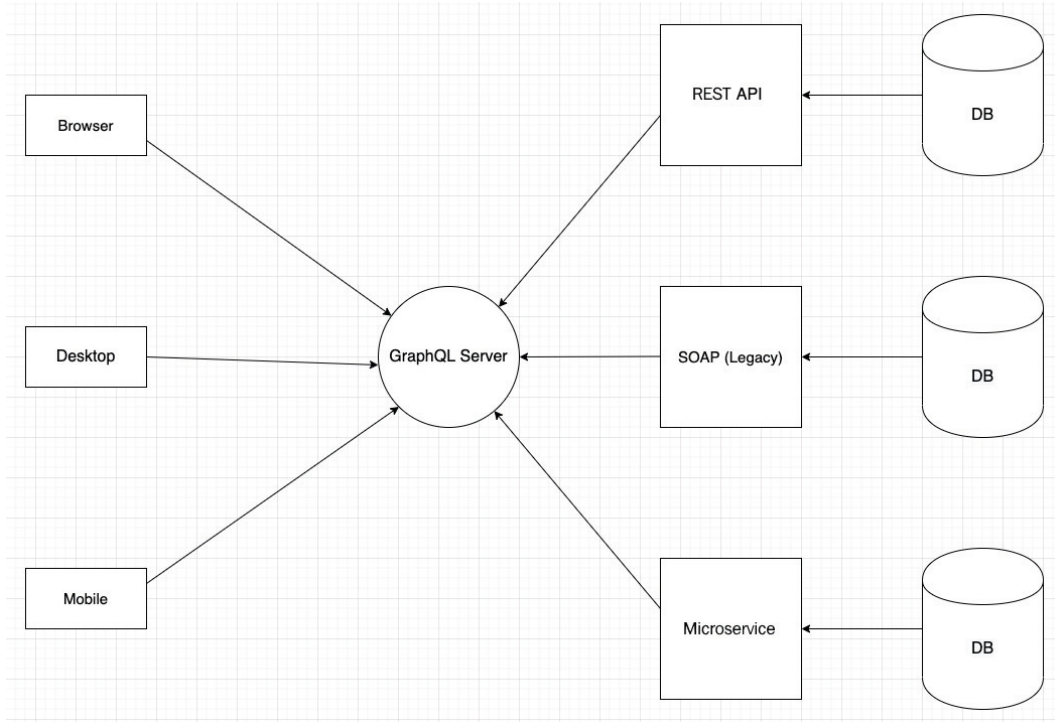 Browser
Desktop
Mobile
GraphQL Server
REST API
SOAP (Legacy)
Microservice
DB
DB
DB